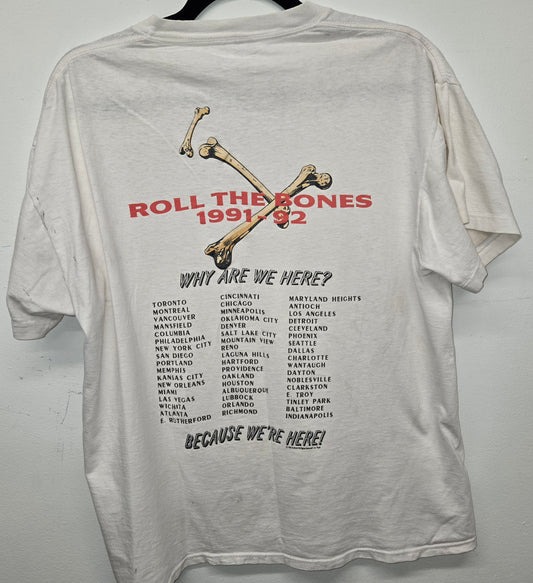 ROLL THE BONES
1991-92
WHY ARE WE HERE?
TORONTO
MONTREAL
VANCOUVER
MANSFIELD
COLUMBIA
PHILADELPHIA
NEW YORK CITY
SAN DIEGO
PORTLAND
MEMPHIS
KANSAS CITY
NEW ORLEANS
MIAMI
LAS VEGAS
WICHITA
ATLANTA
E. RUTHERFORD
CINCINNATI
CHICAGO
MINNEAPOLIS
OKLAHOMA CITY
DENVER
SALT LAKE CITY
MOUNTAIN VIEW
RENO
LAGUNA HILLS
HARTFORD
PROVIDENCE
OAKLAND
HOUSTON
ALBUQUERQUE
LUBBOCK
ORLANDO
RICHMOND
MARYLAND HEIGHTS
ANTIOCH
LOS ANGELES
DETROIT
CLEVELAND
PHOENIX
SEATTLE
DALLAS
CHARLOTTE
WANTAUGH
DAYTON
NOBLESVILLE
CLARKSTON
E. TROY
TINLEY PARK
BALTIMORE
INDIANAPOLIS
BECAUSE WE'RE HERE!